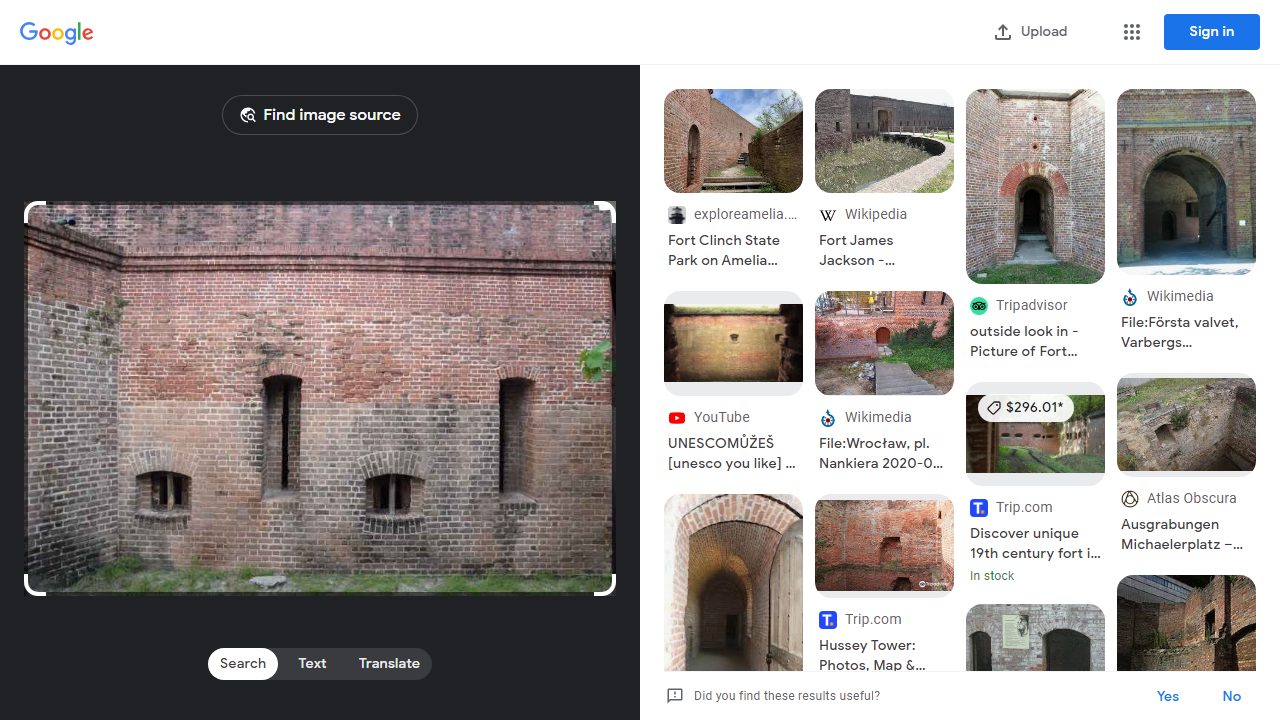 Google
Upload
Sign in
Find image source
Search
Text
Translate
exploreamelia....
Fort Clinch State
Park on Amelia...
Wikipedia
Fort James
Jackson -...
Tripadvisor
outside look in -
Picture of Fort...
Wikimedia
File:Första valvet,
Varbergs...
YouTube
UNESCOMŮŽEŠ
[unesco you like] ...
Wikimedia
File:Wrocław, pl.
Nankiera 2020-0...
$296.01*
Trip.com
Discover unique
19th century fort i...
In stock
Atlas Obscura
Ausgrabungen
Michaelerplatz –...
Trip.com
Hussey Tower:
Photos, Map &...
Did you find these results useful?
Yes
No